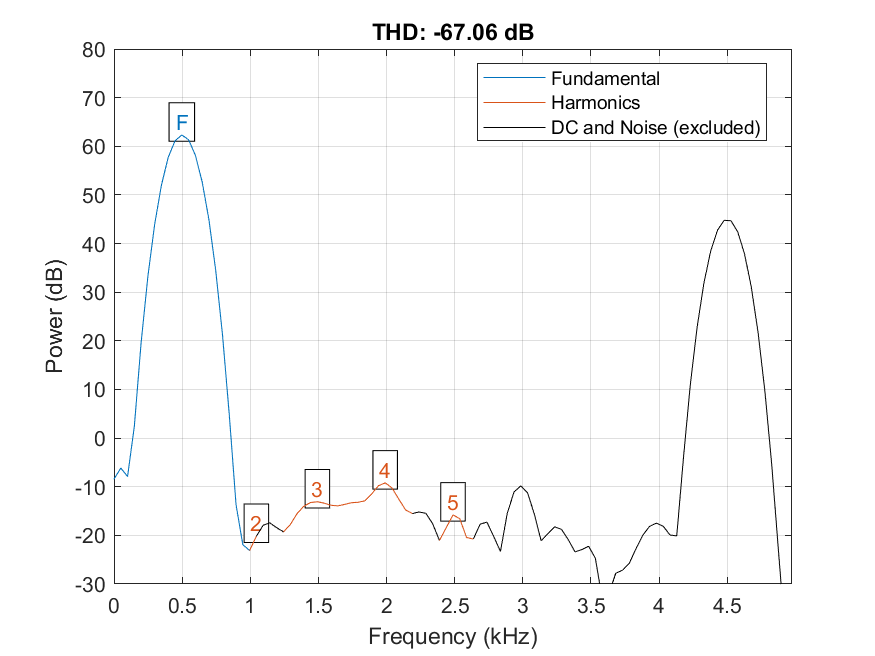 THD: -67.06 dB
80
70
60
50
40
30
20
10
0
-10
-20
-30
Power (dB)
F
2
3
4
5
Fundamental
Harmonics
DC and Noise (excluded)
0 0.5 1 1.5 2 2.5 3 3.5 4 4.5
Frequency (kHz)